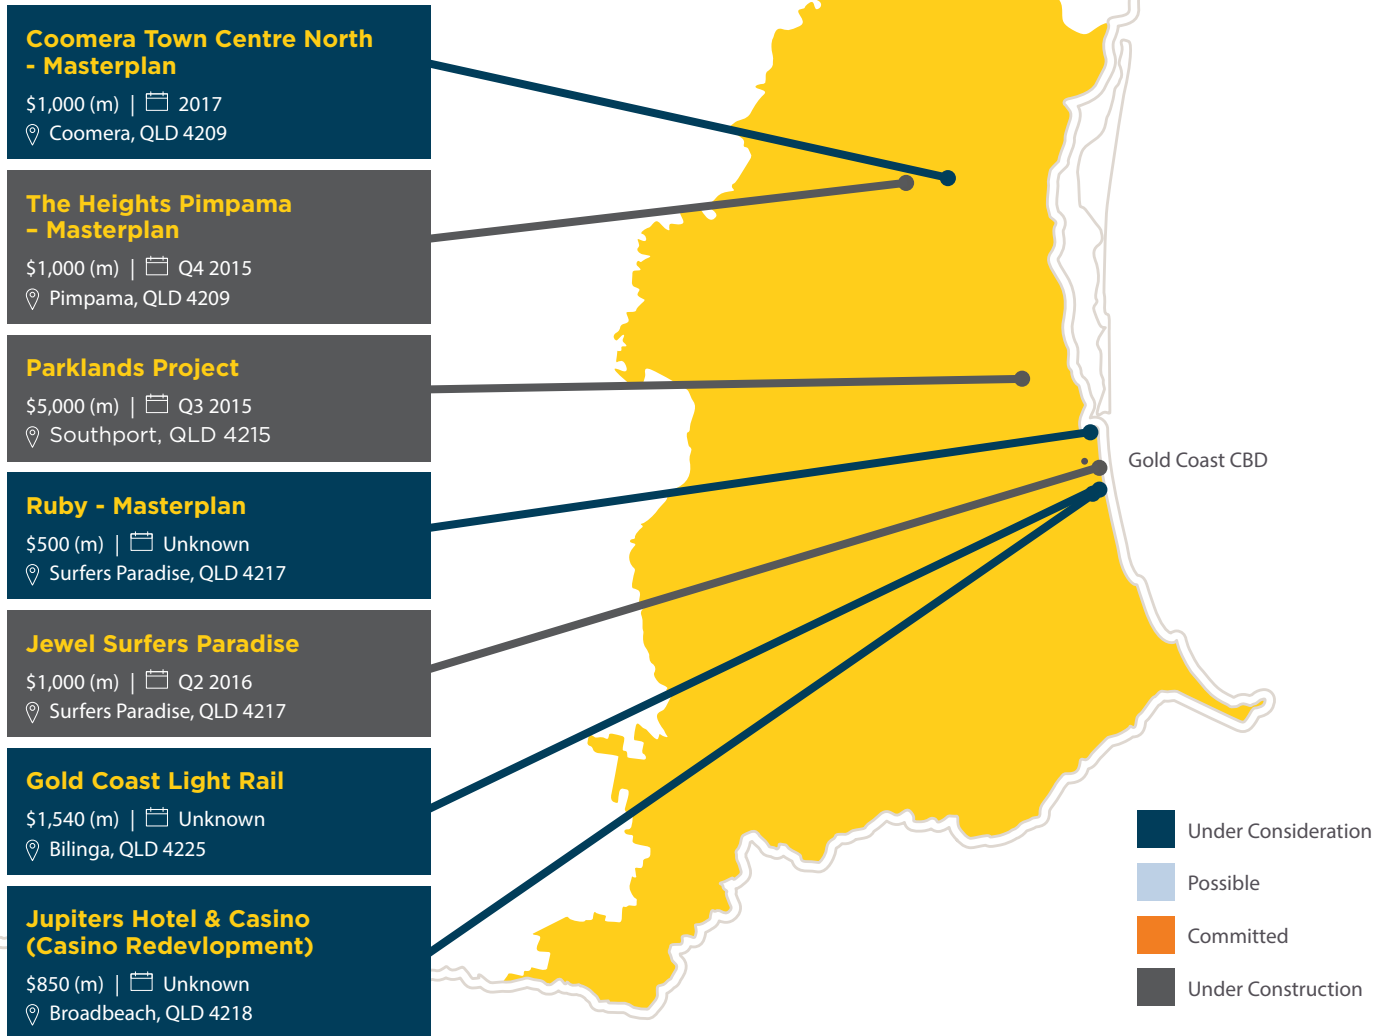 Coomera Town Centre North
- Masterplan
$1,000 (m) | 2017
Coomera, QLD 4209
The Heights Pimpama
– Masterplan
$1,000 (m) | Q4 2015
Pimpama, QLD 4209
Parklands Project
$5,000 (m) | Q3 2015
Southport, QLD 4215
Ruby - Masterplan
$500 (m) | Unknown
Surfers Paradise, QLD 4217
Jewel Surfers Paradise
$1,000 (m) | Q2 2016
Surfers Paradise, QLD 4217
Gold Coast Light Rail
$1,540 (m) | Unknown
Bilinga, QLD 4225
Jupiters Hotel & Casino
(Casino Redevlopment)
$850 (m) | Unknown
Broadbeach, QLD 4218
Gold Coast CBD
Under Consideration
Possible
Committed
Under Construction